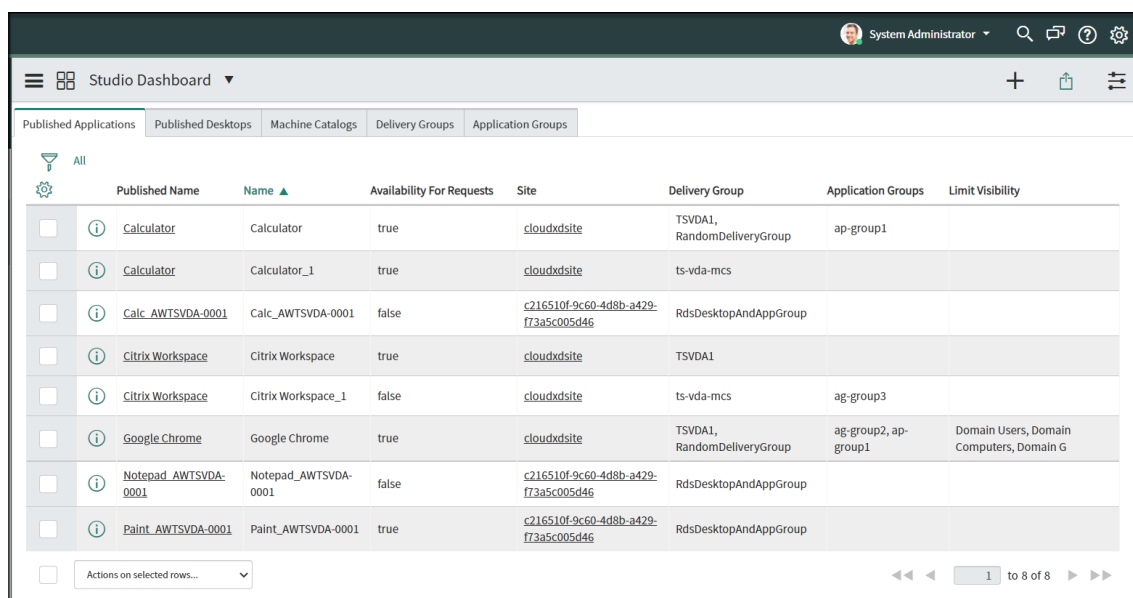 System Administrator
Studio Dashboard ▼
Published Applications Published Desktops Machine Catalogs Delivery Groups Application Groups
All
Published Name Name ▲ Availability For Requests Site Delivery Group Application Groups Limit Visibility
Calculator Calculator true cloudxdsite TSVDA1, RandomDeliveryGroup ap-group1
Calculator Calculator_1 true cloudxdsite ts-vda-mcs
Calc_AWTSVDA-0001 Calc_AWTSVDA-0001 false c216510f-9c60-4d8b-a429-f73a5c005d46 RdsDesktopAndAppGroup
Citrix Workspace Citrix Workspace true cloudxdsite TSVDA1
Citrix Workspace Citrix Workspace_1 false cloudxdsite ts-vda-mcs ag-group3
Google Chrome Google Chrome true cloudxdsite TSVDA1, RandomDeliveryGroup ag-group2, ap-group1 Domain Users, Domain Computers, Domain G
Notepad_AWTSVDA-0001 Notepad_AWTSVDA-0001 false c216510f-9c60-4d8b-a429-f73a5c005d46 RdsDesktopAndAppGroup
Paint_AWTSVDA-0001 Paint_AWTSVDA-0001 true c216510f-9c60-4d8b-a429-f73a5c005d46 RdsDesktopAndAppGroup
Actions on selected rows... 1 to 8 of 8